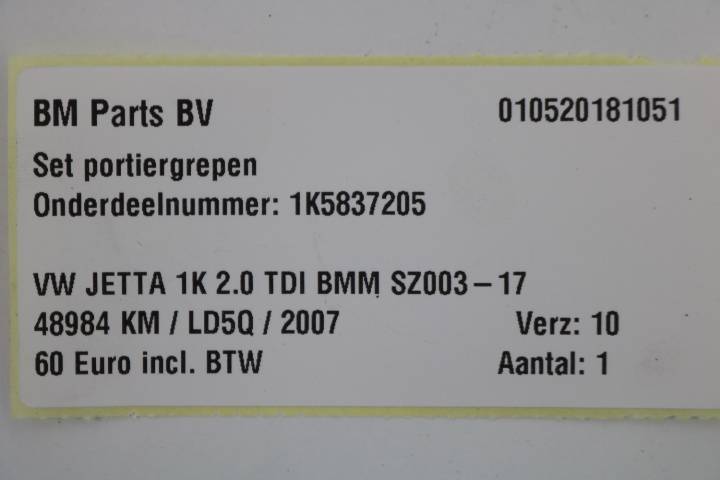 BM Parts BV 010520181051
Set portiergrepen
Onderdeelnummer: 1K5837205
VW JETTA 1K 2.0 TDI BMM SZ003-17
48984 KM / LD5Q / 2007 Verz: 10
60 Euro incl. BTW Aantal: 1